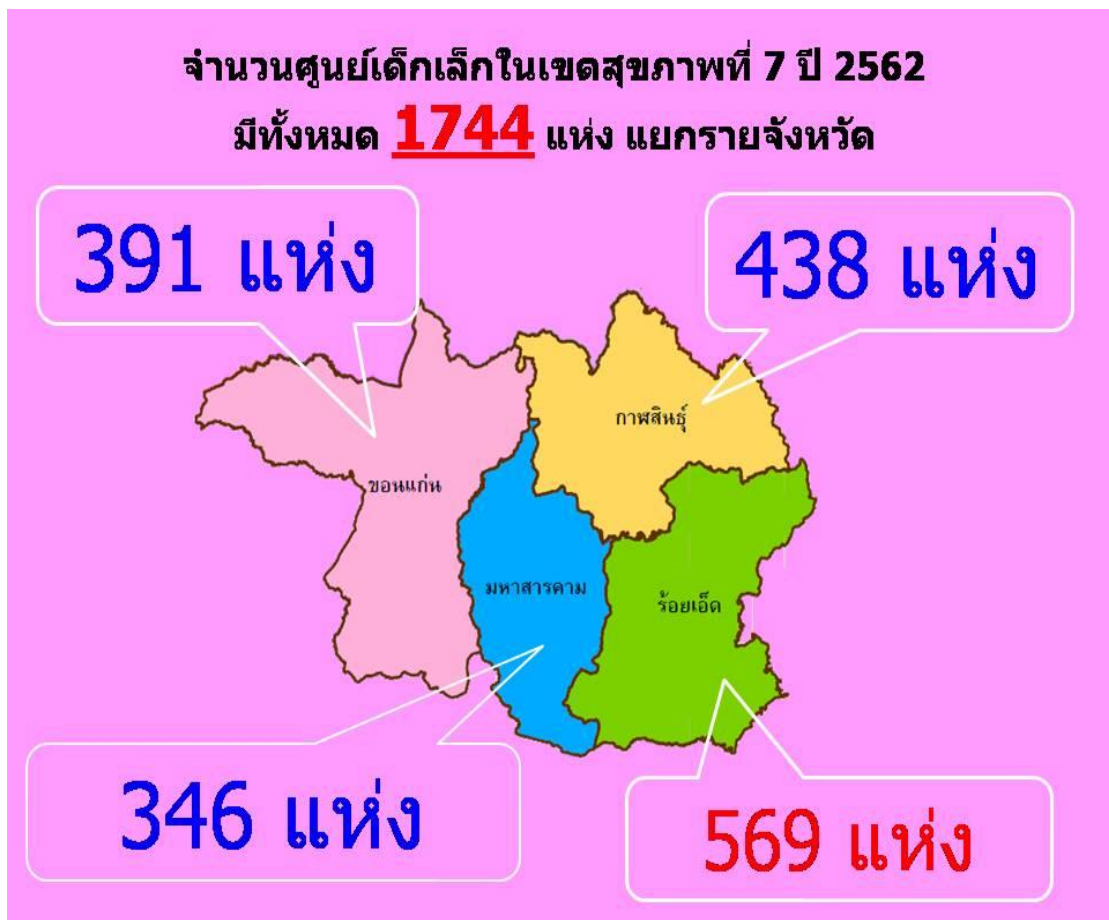 จำนวนศูนย์เด็กเล็กในเขตสุขภาพที่ 7 ปี 2562
มีทั้งหมด 1744 แห่ง แยกรายจังหวัด
391 แห่ง
438 แห่ง
กาฬสินธุ์
ขอนแก่น
มหาสารคาม
ร้อยเอ็ด
346 แห่ง
569 แห่ง